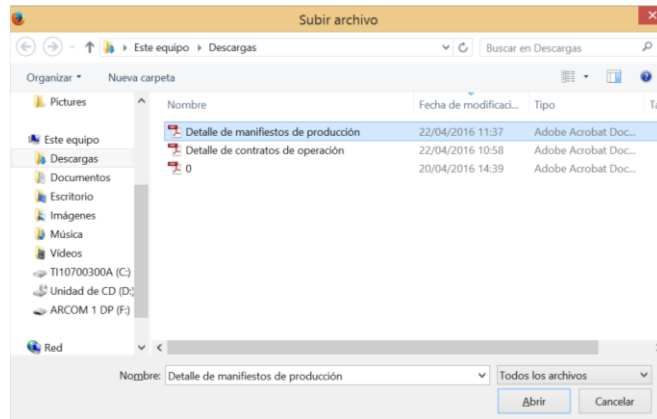 Subir archivo
Este equipo Descargas
Buscar en Descargas
Organizar Nueva carpeta
Pictures
Este equipo
Descargas
Documentos
Escritorio
Imágenes
Música
Vídeos
TI10700300A (C:)
Unidad de CD (D:)
ARCOM 1 DP (F:)
Red
Nombre Fecha de modificaci... Tipo Ta
Detalle de manifiestos de producción 22/04/2016 11:37 Adobe Acrobat Doc...
Detalle de contratos de operación 22/04/2016 10:58 Adobe Acrobat Doc...
0 20/04/2016 14:39 Adobe Acrobat Doc...
Nombre: Detalle de manifiestos de producción Todos los archivos
Abrir Cancelar